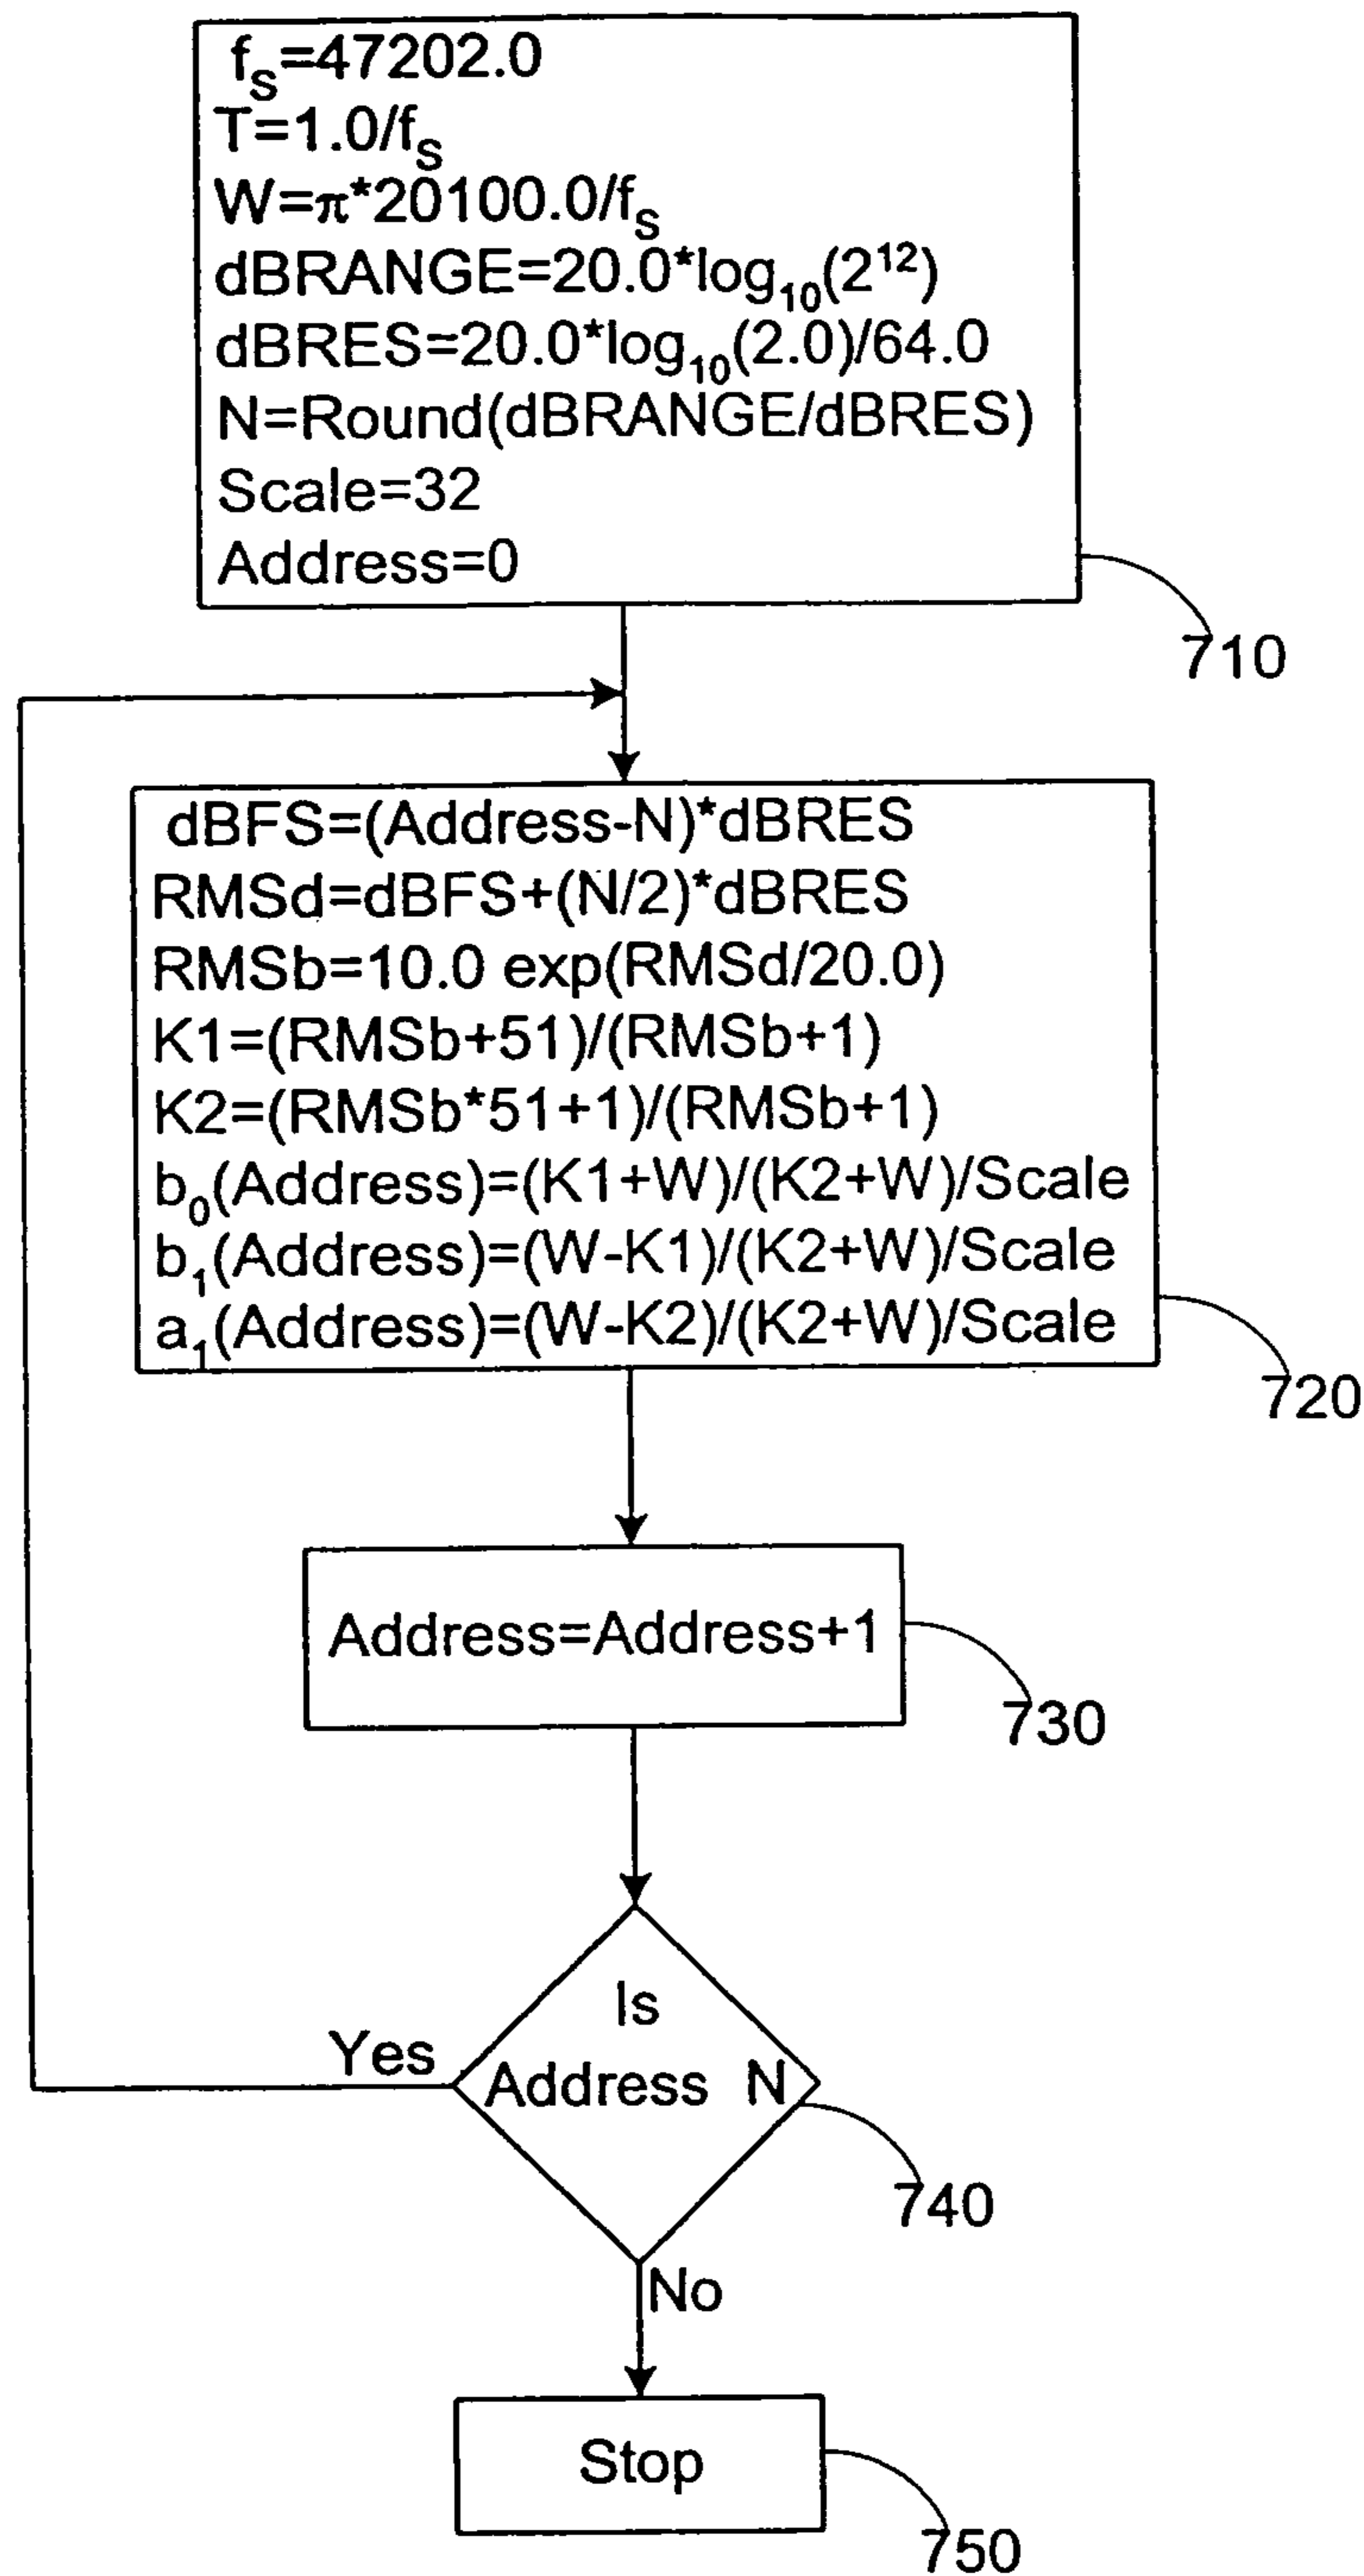 fₛ=47202.0
T=1.0/fₛ
W=π*20100.0/fₛ
dBRANGE=20.0*log₁₀(2¹²)
dBRES=20.0*log₁₀(2.0)/64.0
N=Round(dBRANGE/dBRES)
Scale=32
Address=0
710
dBFS=(Address-N)*dBRES
RMSd=dBFS+(N/2)*dBRES
RMSb=10.0 exp(RMSd/20.0)
K1=(RMSb+51)/(RMSb+1)
K2=(RMSb*51+1)/(RMSb+1)
b₀(Address)=(K1+W)/(K2+W)/Scale
b₁(Address)=(W-K1)/(K2+W)/Scale
a₁(Address)=(W-K2)/(K2+W)/Scale
720
Address=Address+1
730
Is
Yes
Address N
740
No
Stop
750